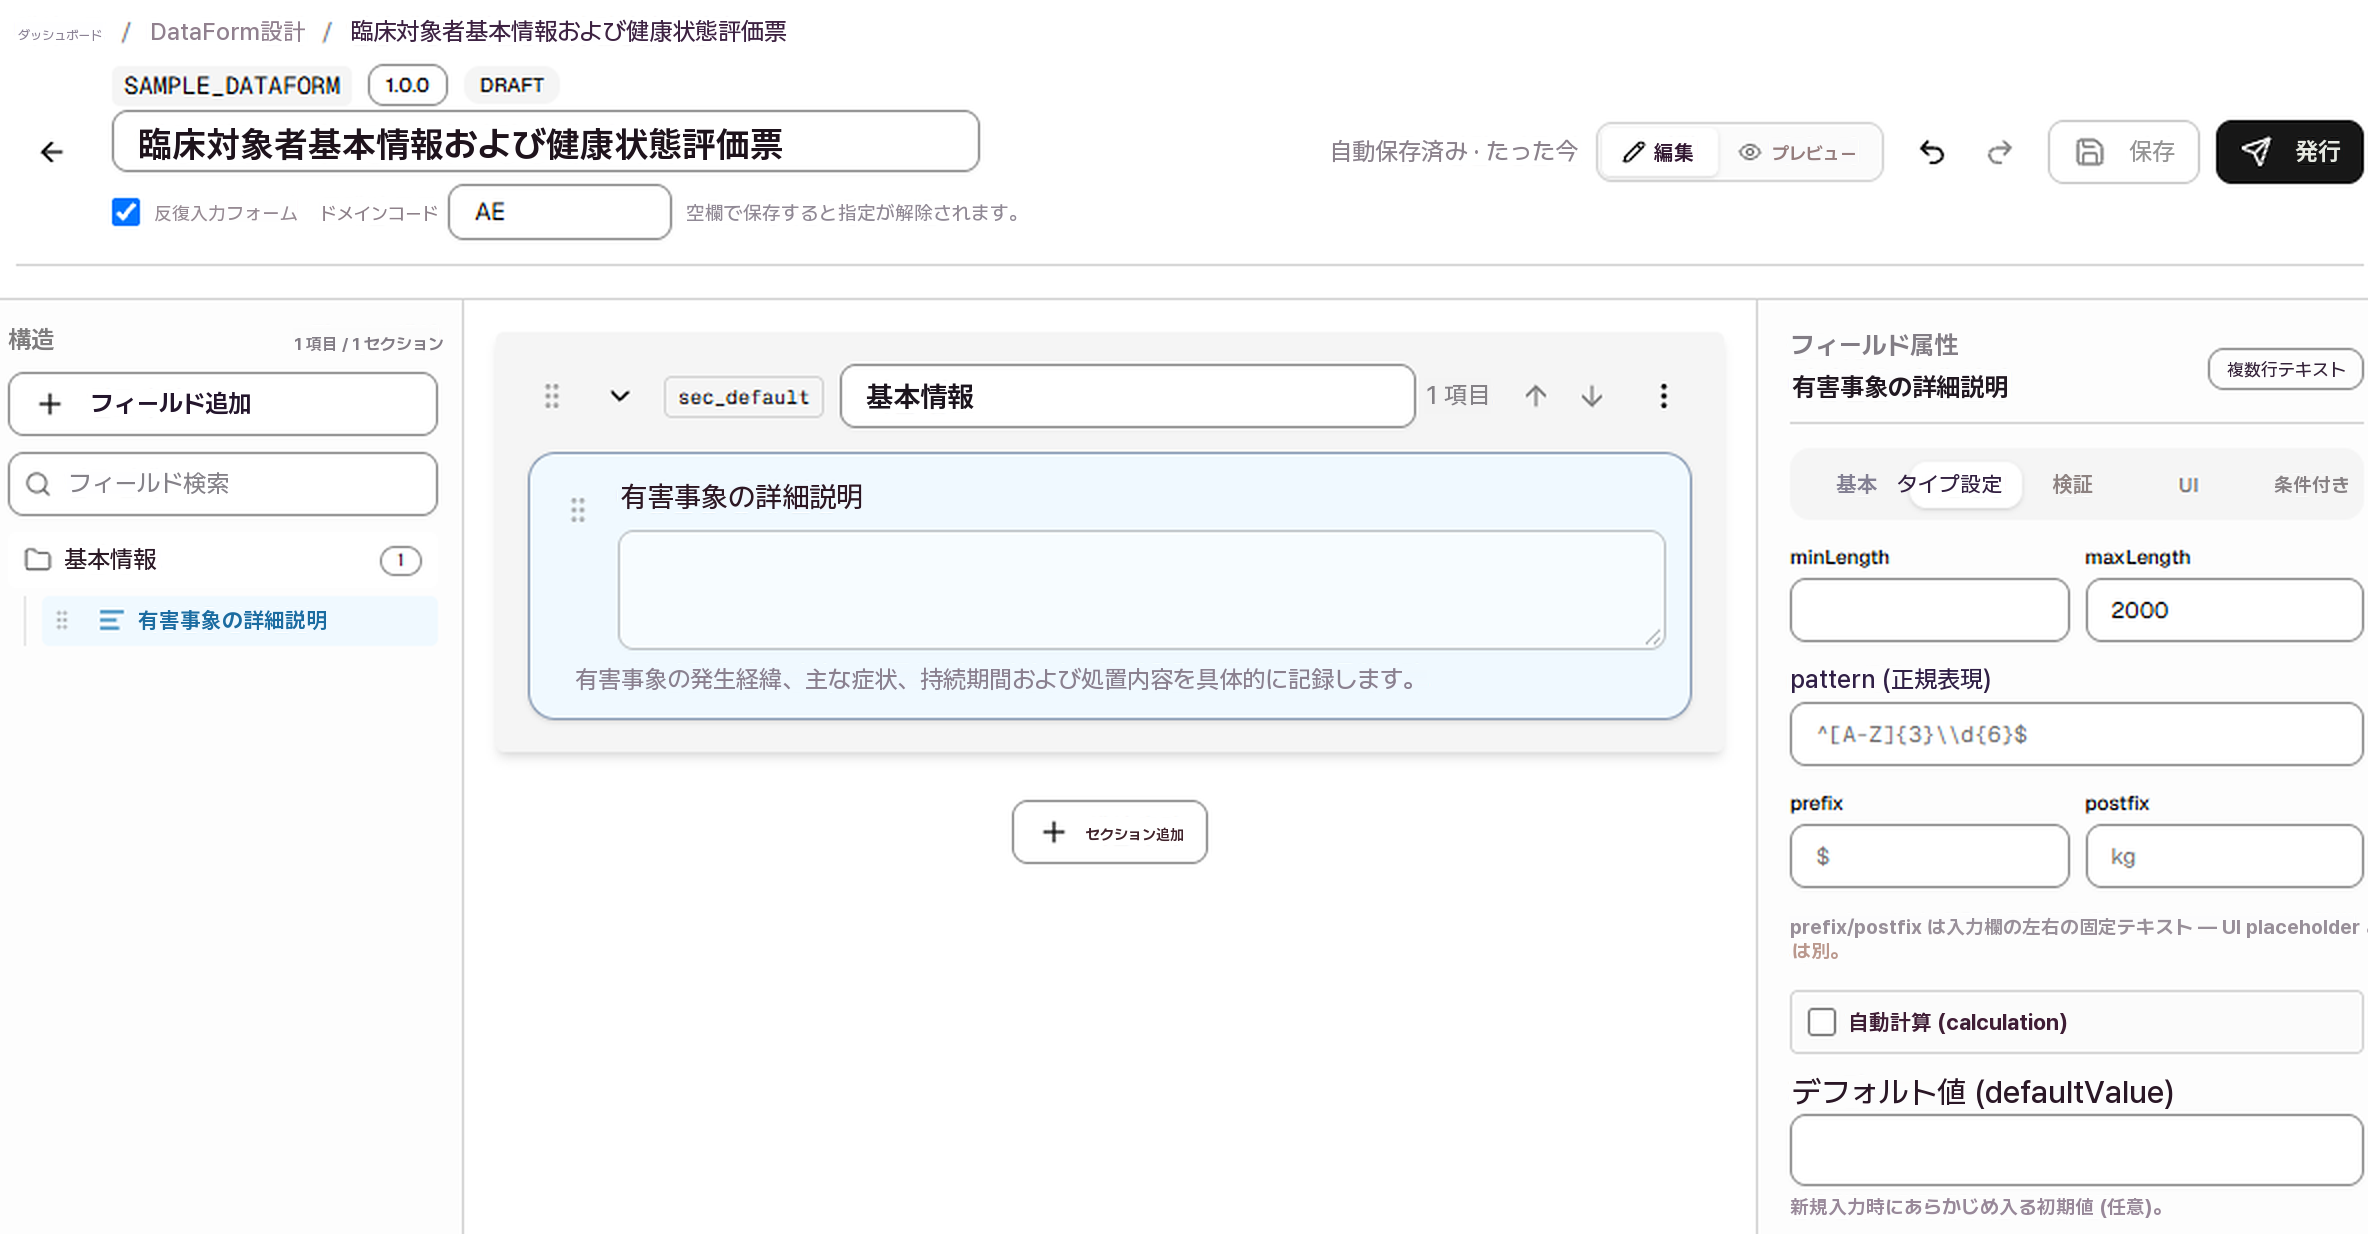 ダッシュボード / DataForm設計 / 臨床対象者基本情報および健康状態評価票
SAMPLE_DATAFORM 1.0.0 DRAFT
臨床対象者基本情報および健康状態評価票
自動保存済み · たった今 編集 プレビュー 保存 発行
反復入力フォーム ドメインコード AE 空欄で保存すると指定が解除されます。
構造 1 項目 / 1 セクション
フィールド追加
フィールド検索
基本情報 1
有害事象の詳細説明
sec_default 基本情報 1 項目
有害事象の詳細説明
有害事象の発生経緯、主な症状、持続期間および処置内容を具体的に記録します。
セクション追加
フィールド属性
有害事象の詳細説明 複数行テキスト
基本 タイプ設定 検証 UI 条件付き
minLength maxLength
2000
pattern (正規表現)
^[A-Z]{3}\\d{6}$
prefix postfix
$ kg
prefix/postfix は入力欄の左右の固定テキスト — UI placeholder
は別。
自動計算 (calculation)
デフォルト値 (defaultValue)
新規入力時にあらかじめ入る初期値 (任意)。